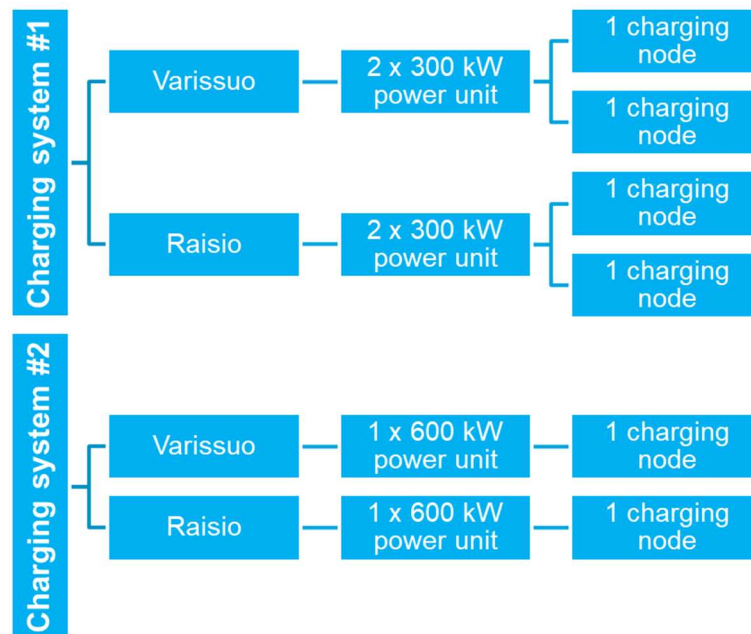 Charging system #1
Varissuo
2 x 300 kW
power unit
1 charging
node
1 charging
node
Raisio
2 x 300 kW
power unit
1 charging
node
1 charging
node
Charging system #2
Varissuo
1 x 600 kW
power unit
1 charging
node
Raisio
1 x 600 kW
power unit
1 charging
node